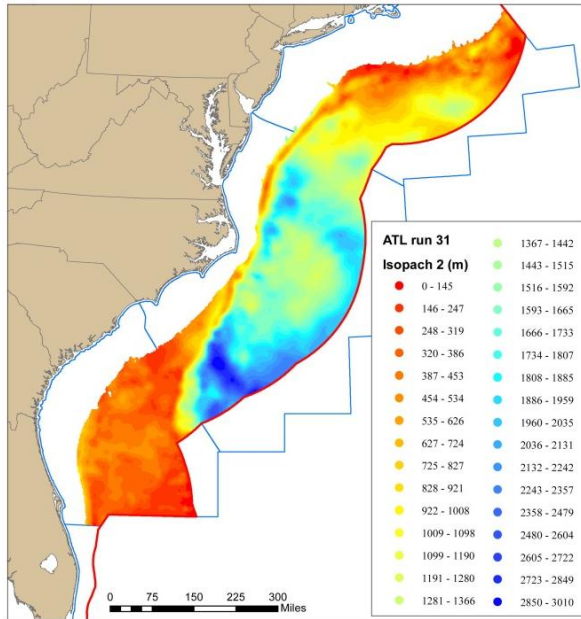 ATL run 31
Isopach 2 (m)
0 - 145
146 - 247
248 - 319
320 - 386
387 - 453
454 - 534
535 - 626
627 - 724
725 - 827
828 - 921
922 - 1008
1009 - 1098
1099 - 1190
1191 - 1280
1281 - 1366
1367 - 1442
1443 - 1515
1516 - 1592
1593 - 1665
1666 - 1733
1734 - 1807
1808 - 1885
1886 - 1959
1960 - 2035
2036 - 2131
2132 - 2242
2243 - 2357
2358 - 2479
2480 - 2604
2605 - 2722
2723 - 2849
2850 - 3010
0 75 150 225 300
Miles